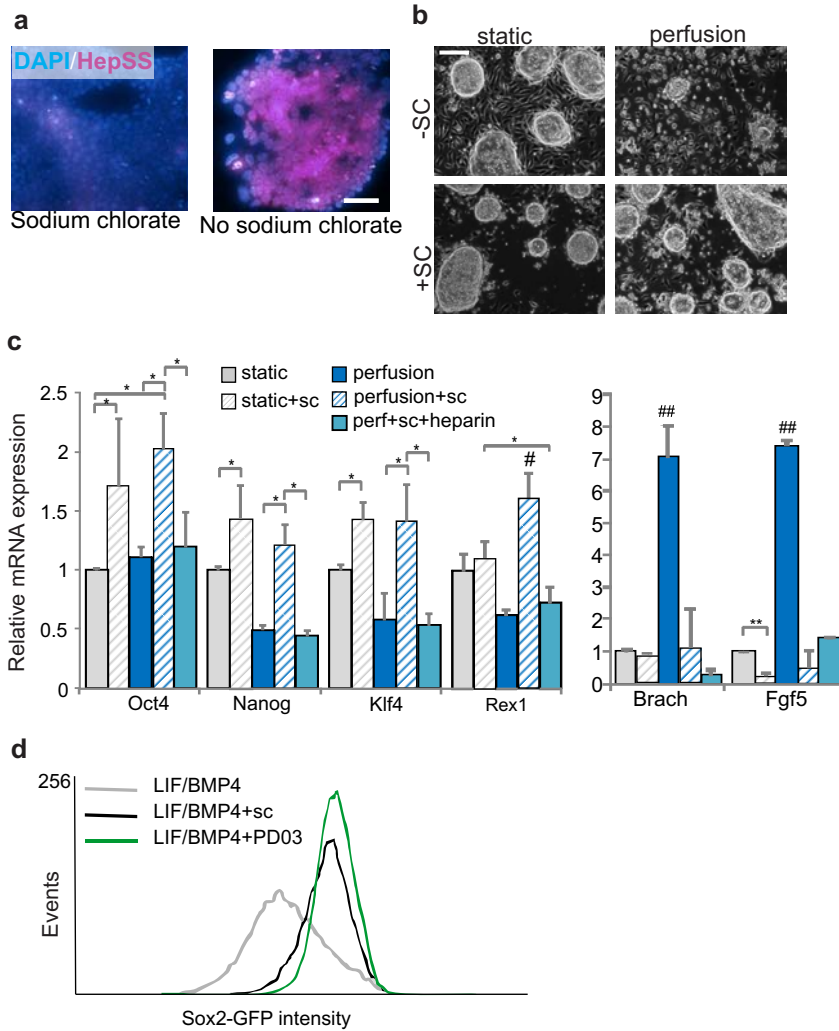 a
DAPI/HepSS
Sodium chlorate
No sodium chlorate
b
static perfusion
-SC
+SC
c
static
static+sc
perfusion
perfusion+sc
perf+sc+heparin
Relative mRNA expression
2.5
2
1.5
1
0.5
0
* * * * * * * * * * #
Oct4 Nanog Klf4 Rex1
9
8
7
6
5
4
3
2
1
0
## ##
**
Brach Fgf5
d
256
LIF/BMP4
LIF/BMP4+sc
LIF/BMP4+PD03
Events
Sox2-GFP intensity